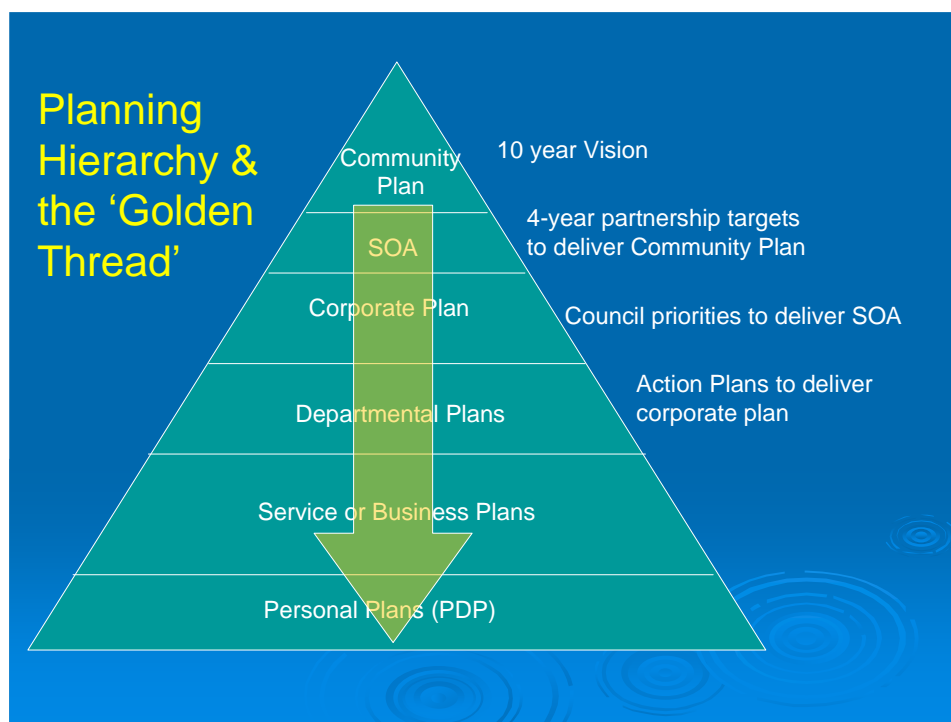 Planning
Hierarchy &
the ‘Golden
Thread’
Community
Plan
10 year Vision
SOA
4-year partnership targets
to deliver Community Plan
Corporate Plan
Council priorities to deliver SOA
Departmental Plans
Action Plans to deliver
corporate plan
Service or Business Plans
Personal Plans (PDP)